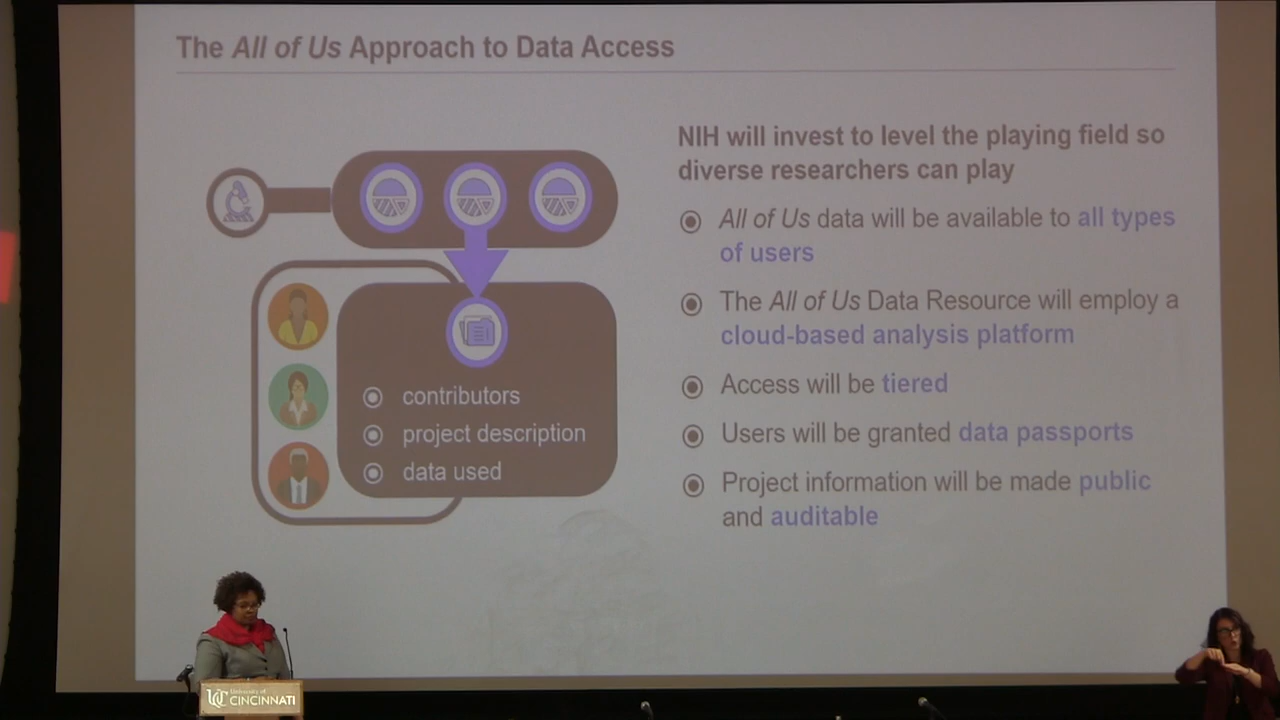 The All of Us Approach to Data Access
NIH will invest to level the playing field so
diverse researchers can play
All of Us data will be available to all types
of users
The All of Us Data Resource will employ a
cloud-based analysis platform
Access will be tiered
Users will be granted data passports
Project information will be made public
and auditable
contributors
project description
data used
UC University of
CINCINNATI